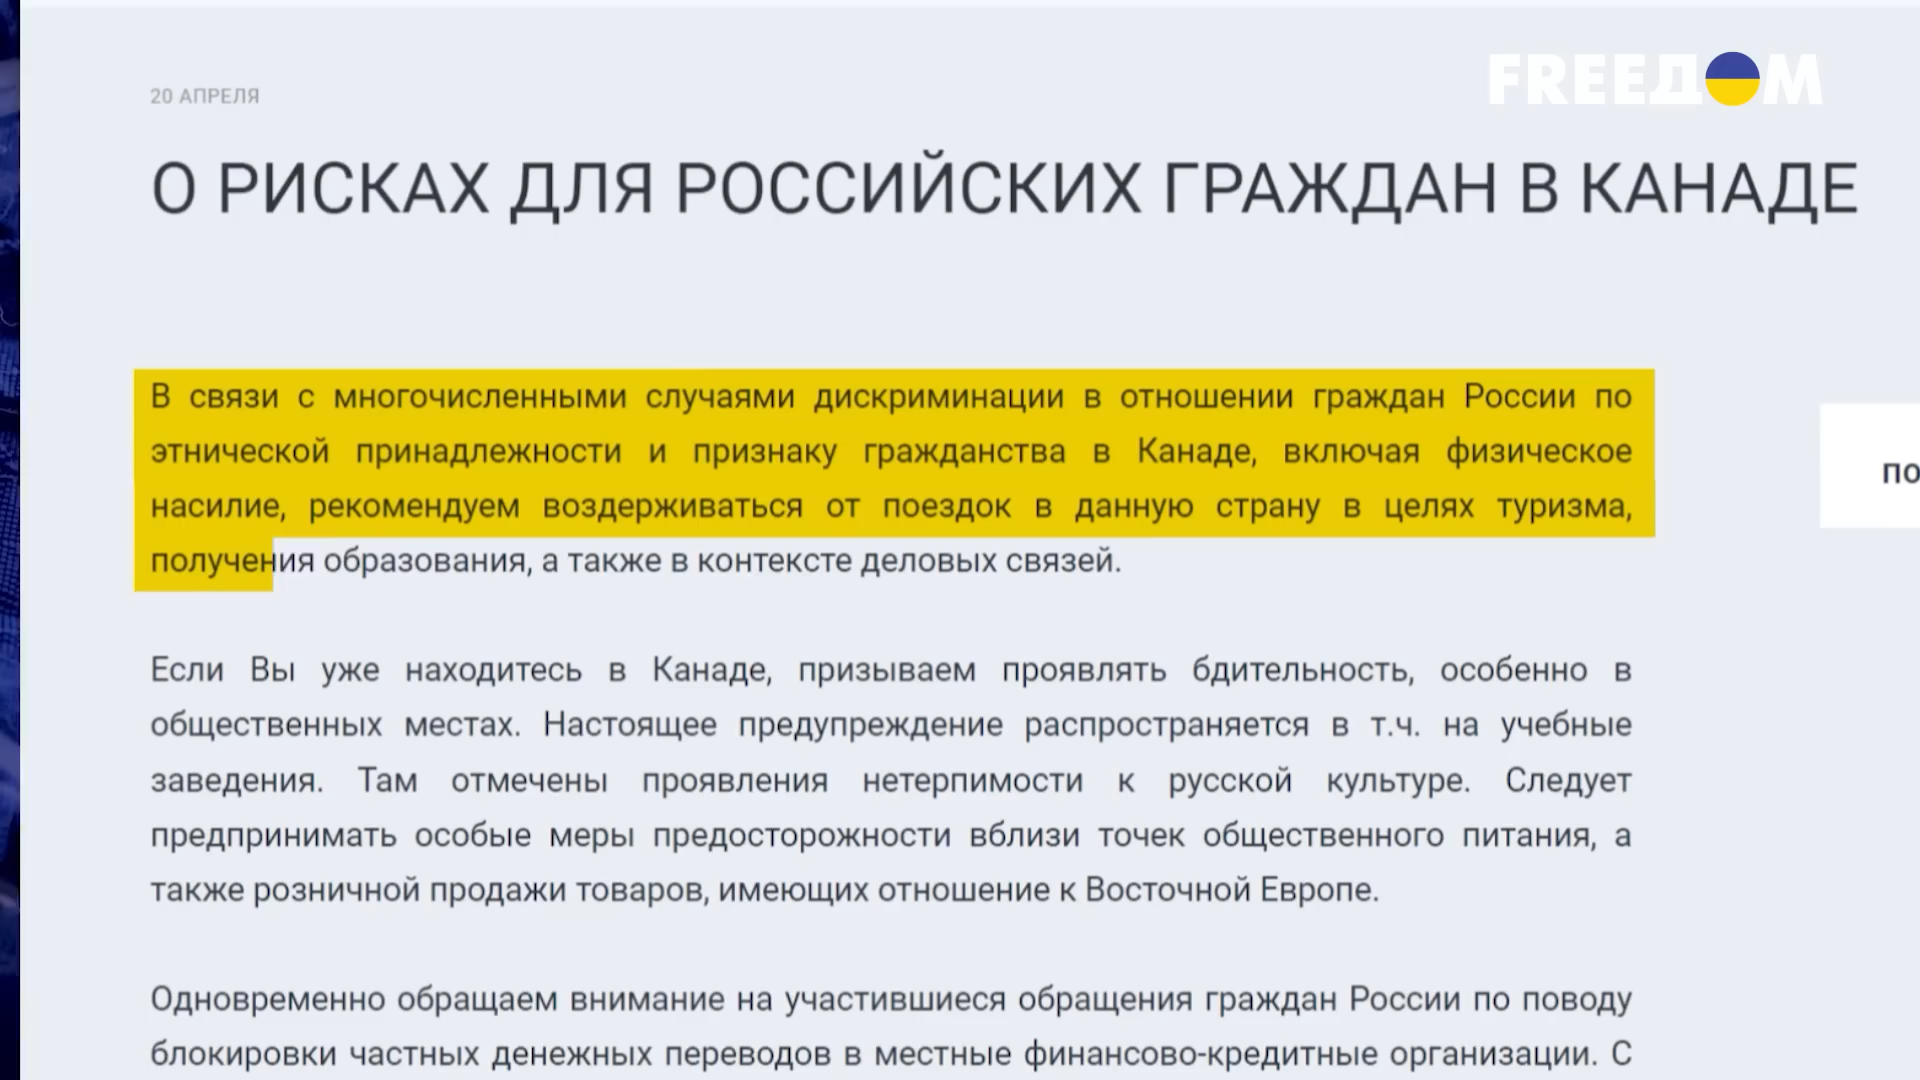 FREEДОM
20 АПРЕЛЯ
О РИСКАХ ДЛЯ РОССИЙСКИХ ГРАЖДАН В КАНАДЕ
В связи с многочисленными случаями дискриминации в отношении граждан России по
этнической принадлежности и признаку гражданства в Канаде, включая физическое
насилие, рекомендуем воздерживаться от поездок в данную страну в целях туризма,
получения образования, а также в контексте деловых связей.
Если Вы уже находитесь в Канаде, призываем проявлять бдительность, особенно в
общественных местах. Настоящее предупреждение распространяется в т.ч. на учебные
заведения. Там отмечены проявления нетерпимости к русской культуре. Следует
предпринимать особые меры предосторожности вблизи точек общественного питания, а
также розничной продажи товаров, имеющих отношение к Восточной Европе.
Одновременно обращаем внимание на участившиеся обращения граждан России по поводу
блокировки частных денежных переводов в местные финансово-кредитные организации. С